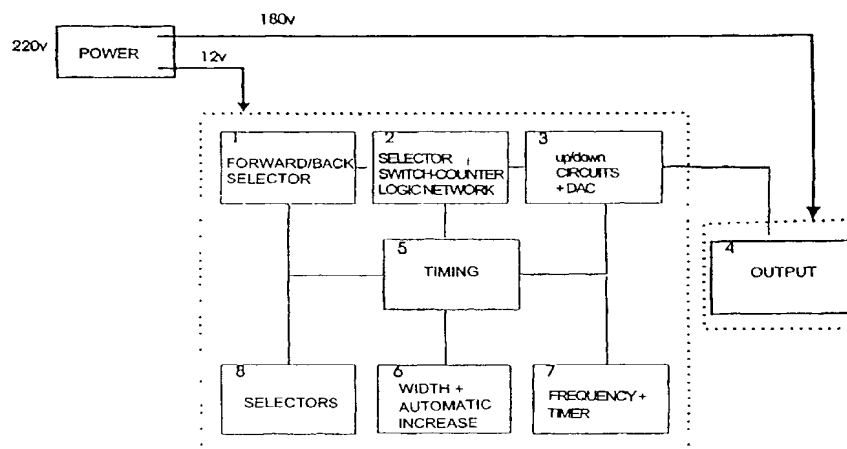 180v
220v
POWER
12v
1
FORWARD/BACK
SELECTOR
2
SELECTOR
SWITCH-COUNTER
LOGIC NETWORK
3
up/down
CIRCUITS
+ DAC
4
OUTPUT
5
TIMING
8
SELECTORS
6
WIDTH +
AUTOMATIC
INCREASE
7
FREQUENCY +
TIMER